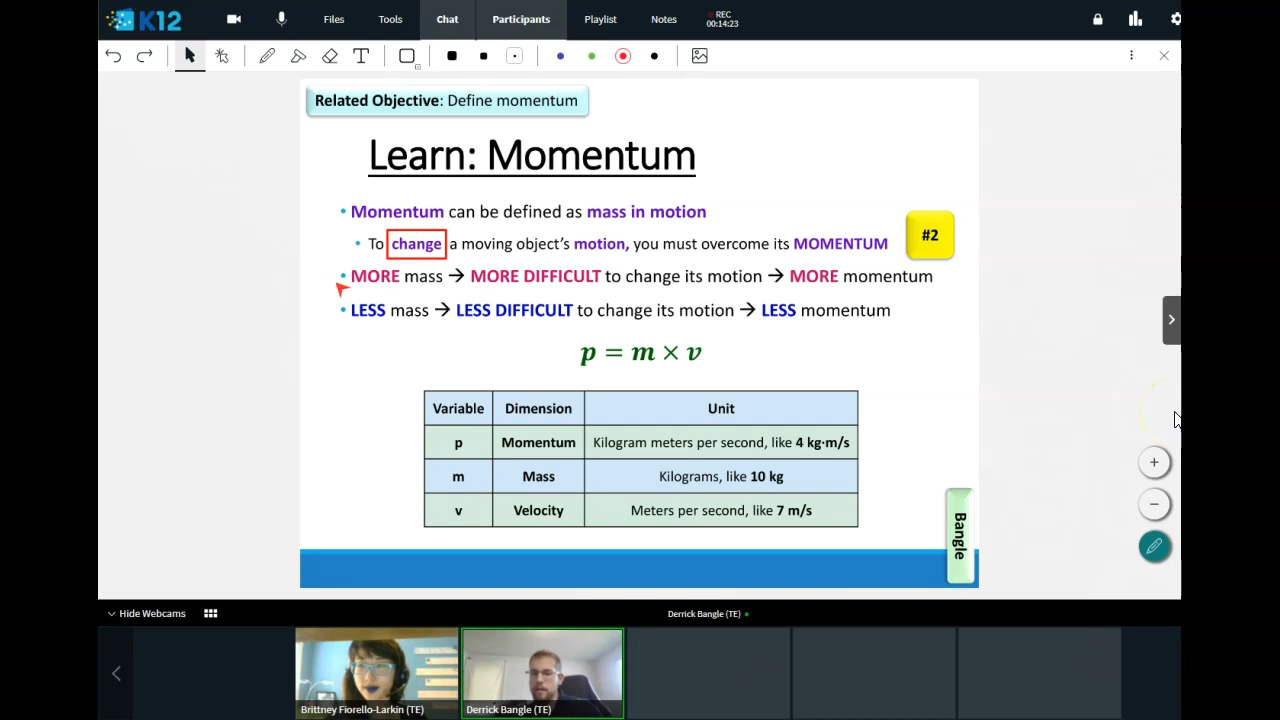 K12
Files
Tools
Chat
Participants
Playlist
Notes
REC
00:14:23
T
Related Objective: Define momentum
Learn: Momentum
• Momentum can be defined as mass in motion
• To change a moving object's motion, you must overcome its MOMENTUM
#2
• MORE mass → MORE DIFFICULT to change its motion → MORE momentum
• LESS mass → LESS DIFFICULT to change its motion → LESS momentum
p = m × v
Variable Dimension Unit
p Momentum Kilogram meters per second, like 4 kg·m/s
m Mass Kilograms, like 10 kg
v Velocity Meters per second, like 7 m/s
Bangle
Hide Webcams
Derrick Bangle (TE)
Brittney Fiorello-Larkin (TE)
Derrick Bangle (TE)